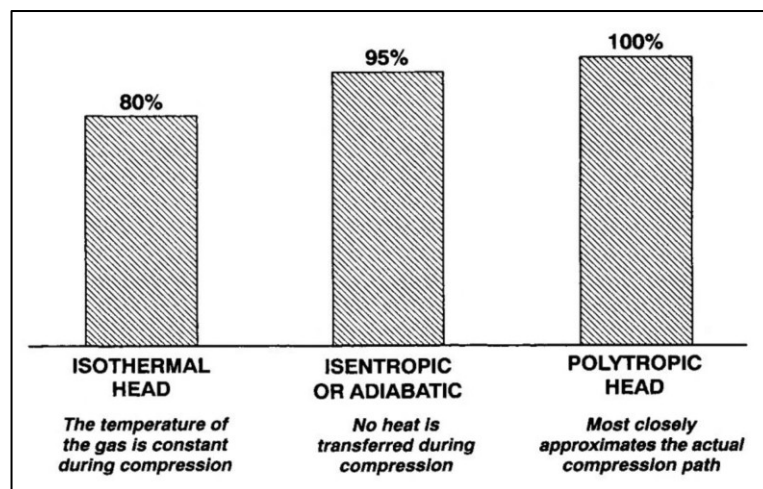 80%
95%
100%
ISOTHERMAL
HEAD
The temperature of
the gas is constant
during compression
ISENTROPIC
OR ADIABATIC
No heat is
transferred during
compression
POLYTROPIC
HEAD
Most closely
approximates the actual
compression path